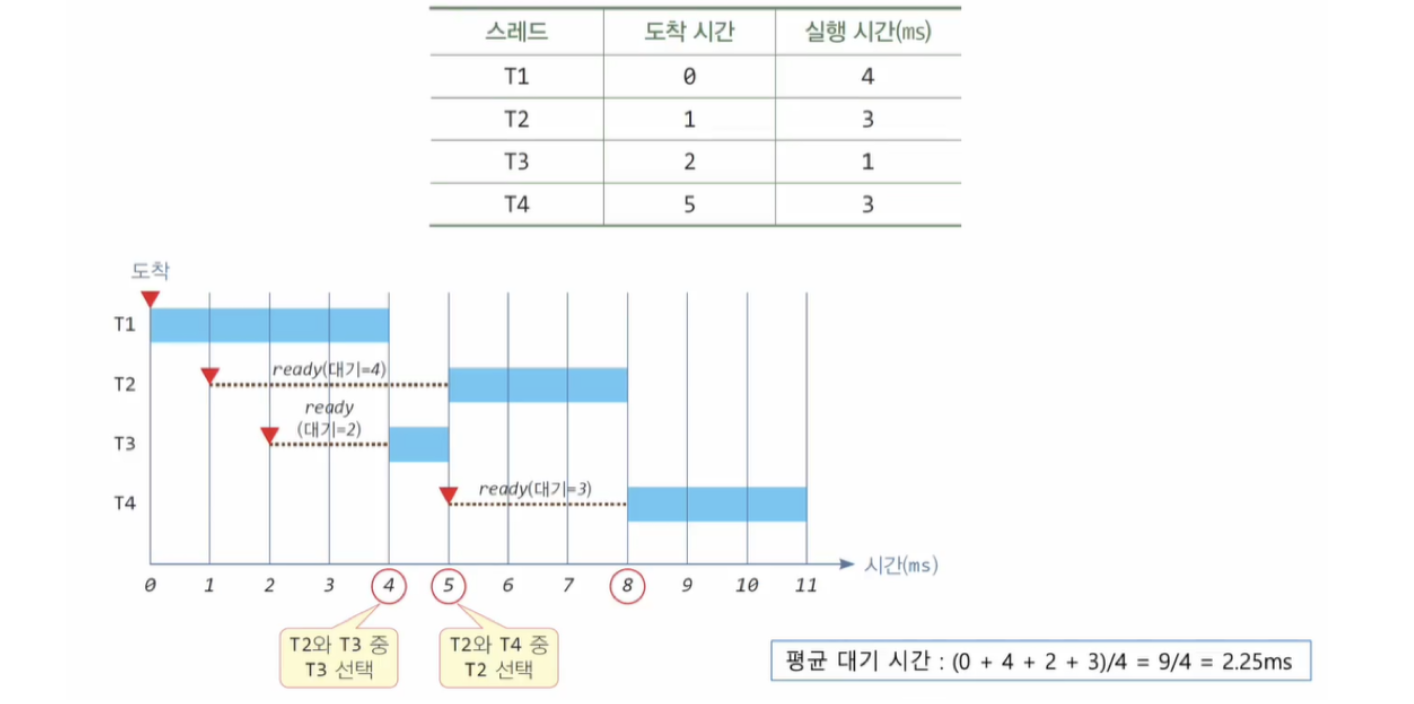 스레드 도착 시간 실행 시간(ms)
T1 0 4
T2 1 3
T3 2 1
T4 5 3
도착
T1
ready(대기=4)
T2
ready
(대기=2)
T3
ready(대기=3)
T4
시간(ms)
0 1 2 3 4 5 6 7 8 9 10 11
T2와 T3 중
T3 선택
T2와 T4 중
T2 선택
평균 대기 시간 : (0 + 4 + 2 + 3)/4 = 9/4 = 2.25ms